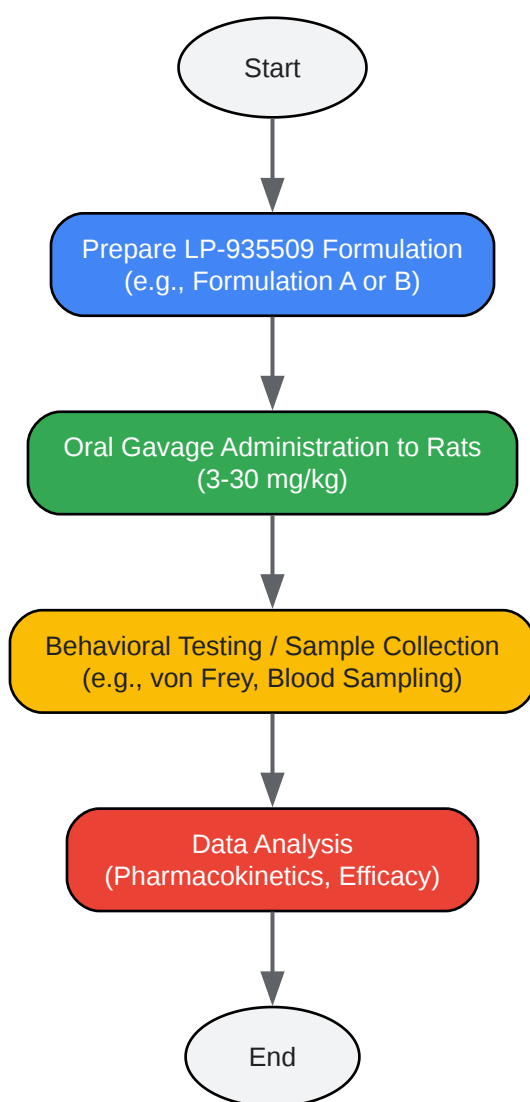 Start
Prepare LP-935509 Formulation
(e.g., Formulation A or B)
Oral Gavage Administration to Rats
(3-30 mg/kg)
Behavioral Testing / Sample Collection
(e.g., von Frey, Blood Sampling)
Data Analysis
(Pharmacokinetics, Efficacy)
End